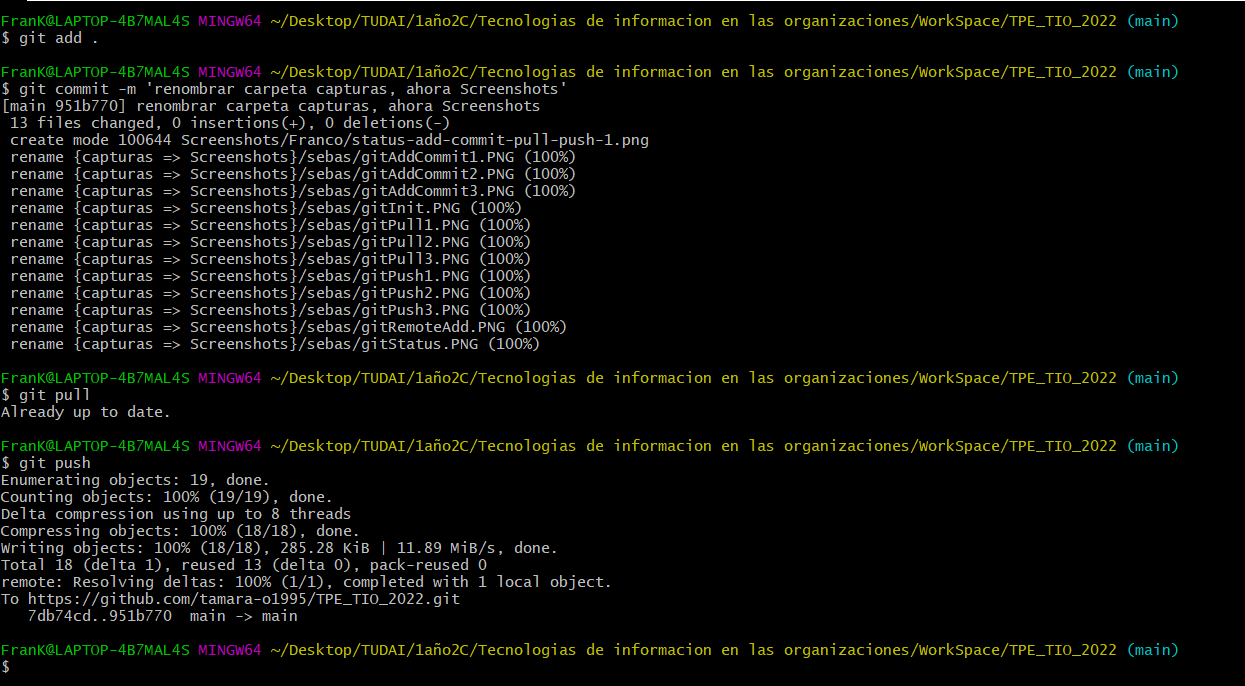 FranK@LAPTOP-4B7MAL4S MINGW64 ~/Desktop/TUDAI/1año2C/Tecnologias de informacion en las organizaciones/WorkSpace/TPE_TIO_2022 (main)
$ git add .
FranK@LAPTOP-4B7MAL4S MINGW64 ~/Desktop/TUDAI/1año2C/Tecnologias de informacion en las organizaciones/WorkSpace/TPE_TIO_2022 (main)
$ git commit -m 'renombrar carpeta capturas, ahora Screenshots'
[main 951b770] renombrar carpeta capturas, ahora Screenshots
 13 files changed, 0 insertions(+), 0 deletions(-)
 create mode 100644 Screenshots/Franco/status-add-commit-pull-push-1.png
 rename {capturas => Screenshots}/sebas/gitAddCommit1.PNG (100%)
 rename {capturas => Screenshots}/sebas/gitAddCommit2.PNG (100%)
 rename {capturas => Screenshots}/sebas/gitAddCommit3.PNG (100%)
 rename {capturas => Screenshots}/sebas/gitInit.PNG (100%)
 rename {capturas => Screenshots}/sebas/gitPull1.PNG (100%)
 rename {capturas => Screenshots}/sebas/gitPull2.PNG (100%)
 rename {capturas => Screenshots}/sebas/gitPull3.PNG (100%)
 rename {capturas => Screenshots}/sebas/gitPush1.PNG (100%)
 rename {capturas => Screenshots}/sebas/gitPush2.PNG (100%)
 rename {capturas => Screenshots}/sebas/gitPush3.PNG (100%)
 rename {capturas => Screenshots}/sebas/gitRemoteAdd.PNG (100%)
 rename {capturas => Screenshots}/sebas/gitStatus.PNG (100%)
FranK@LAPTOP-4B7MAL4S MINGW64 ~/Desktop/TUDAI/1año2C/Tecnologias de informacion en las organizaciones/WorkSpace/TPE_TIO_2022 (main)
$ git pull
Already up to date.
FranK@LAPTOP-4B7MAL4S MINGW64 ~/Desktop/TUDAI/1año2C/Tecnologias de informacion en las organizaciones/WorkSpace/TPE_TIO_2022 (main)
$ git push
Enumerating objects: 19, done.
Counting objects: 100% (19/19), done.
Delta compression using up to 8 threads
Compressing objects: 100% (18/18), done.
Writing objects: 100% (18/18), 285.28 KiB | 11.89 MiB/s, done.
Total 18 (delta 1), reused 13 (delta 0), pack-reused 0
remote: Resolving deltas: 100% (1/1), completed with 1 local object.
To https://github.com/tamara-o1995/TPE_TIO_2022.git
   7db74cd..951b770  main -> main
FranK@LAPTOP-4B7MAL4S MINGW64 ~/Desktop/TUDAI/1año2C/Tecnologias de informacion en las organizaciones/WorkSpace/TPE_TIO_2022 (main)
$